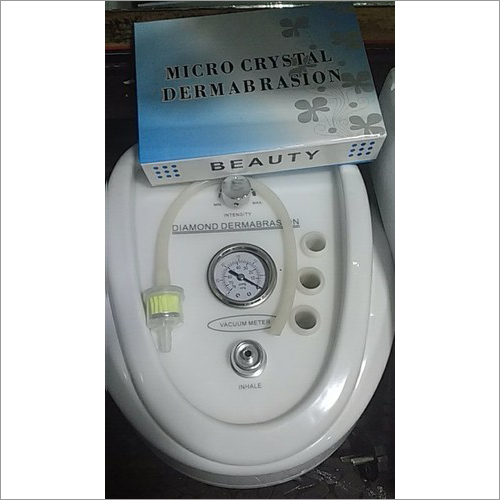 MICRO CRYSTAL
DERMABRASION
BEAUTY
INTENSITY
DIAMOND DERMABRASION
VACUUM METER
INHALE